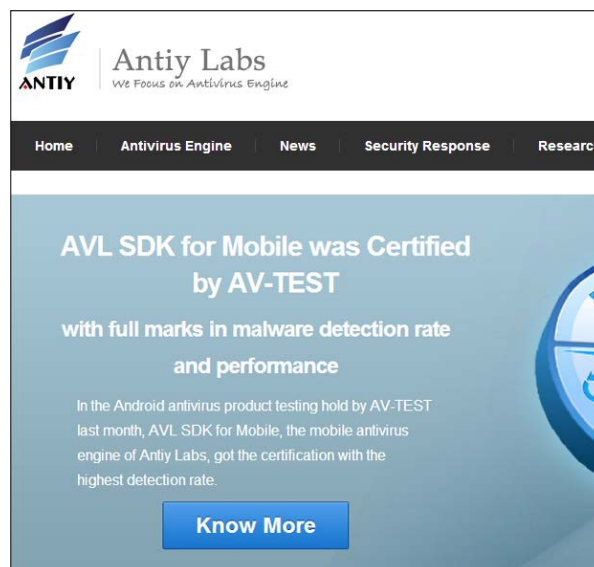 ANTIY
Antiy Labs
We Focus on Antivirus Engine
Home Antivirus Engine News Security Response Researc
AVL SDK for Mobile was Certified
by AV-TEST
with full marks in malware detection rate
and performance
In the Android antivirus product testing hold by AV-TEST
last month, AVL SDK for Mobile, the mobile antivirus
engine of Antiy Labs, got the certification with the
highest detection rate.
Know More